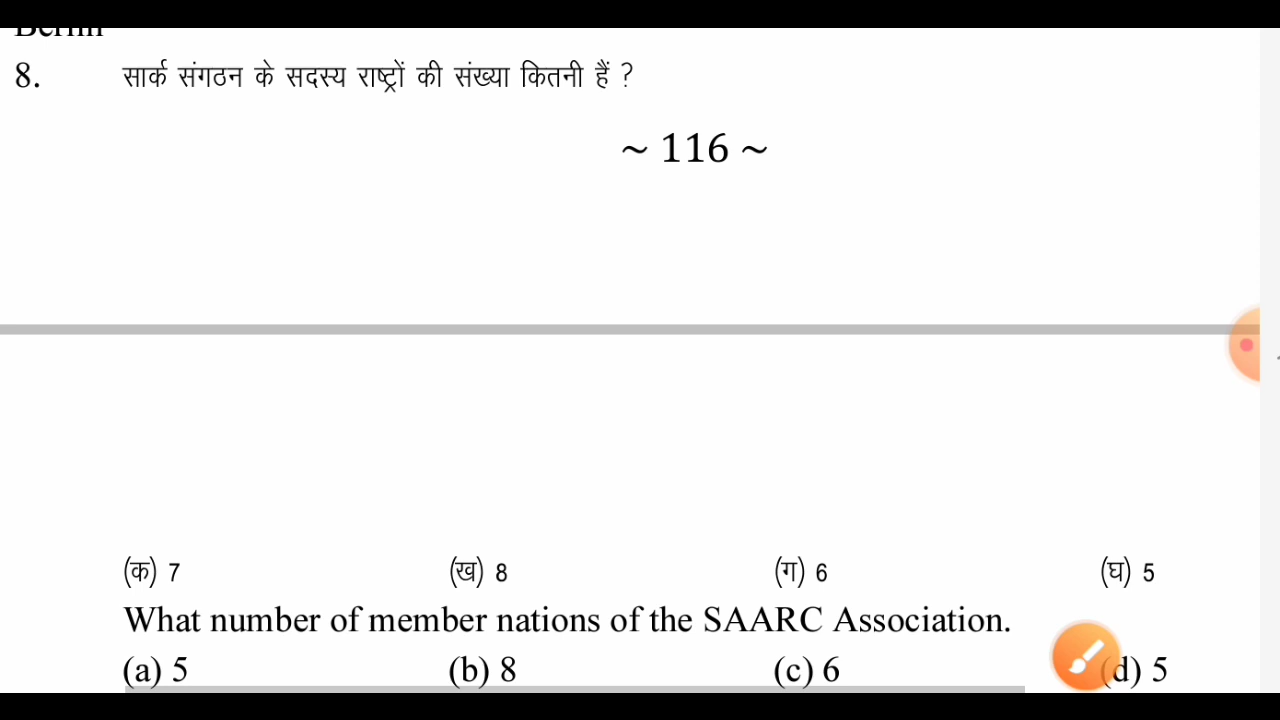 Berlin
8. सार्क संगठन के सदस्य राष्ट्रों की संख्या कितनी हैं ?
~ 116 ~
(क) 7 (ख) 8 (ग) 6 (घ) 5
What number of member nations of the SAARC Association.
(a) 5 (b) 8 (c) 6 (d) 5